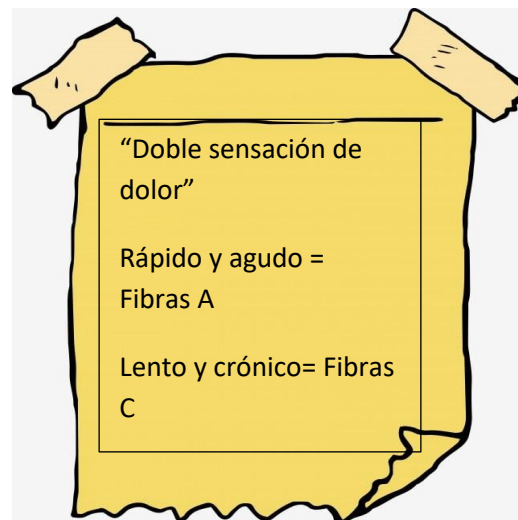 “Doble sensación de
dolor”
Rápido y agudo =
Fibras A
Lento y crónico= Fibras
C